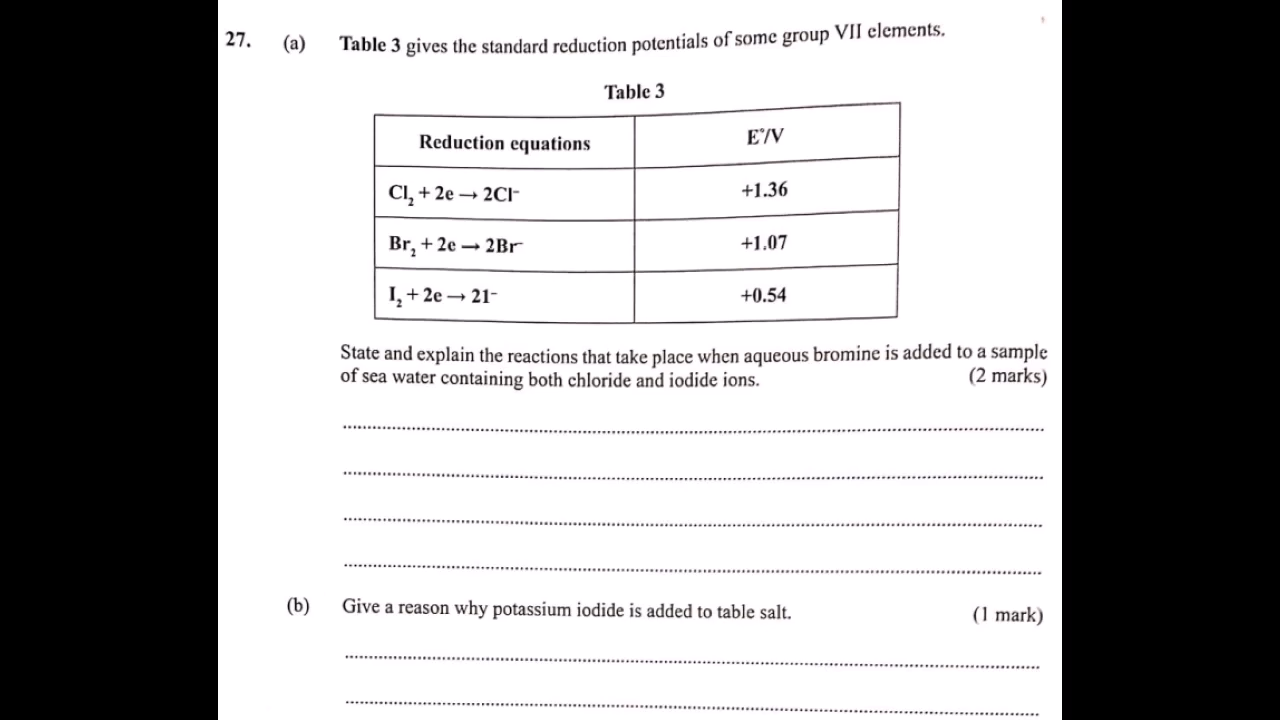 27. (a) Table 3 gives the standard reduction potentials of some group VII elements.
Table 3
Reduction equations E°/V
Cl₂ + 2e → 2Cl⁻ +1.36
Br₂ + 2e → 2Br⁻ +1.07
I₂ + 2e → 21⁻ +0.54
State and explain the reactions that take place when aqueous bromine is added to a sample
of sea water containing both chloride and iodide ions. (2 marks)
(b) Give a reason why potassium iodide is added to table salt. (1 mark)